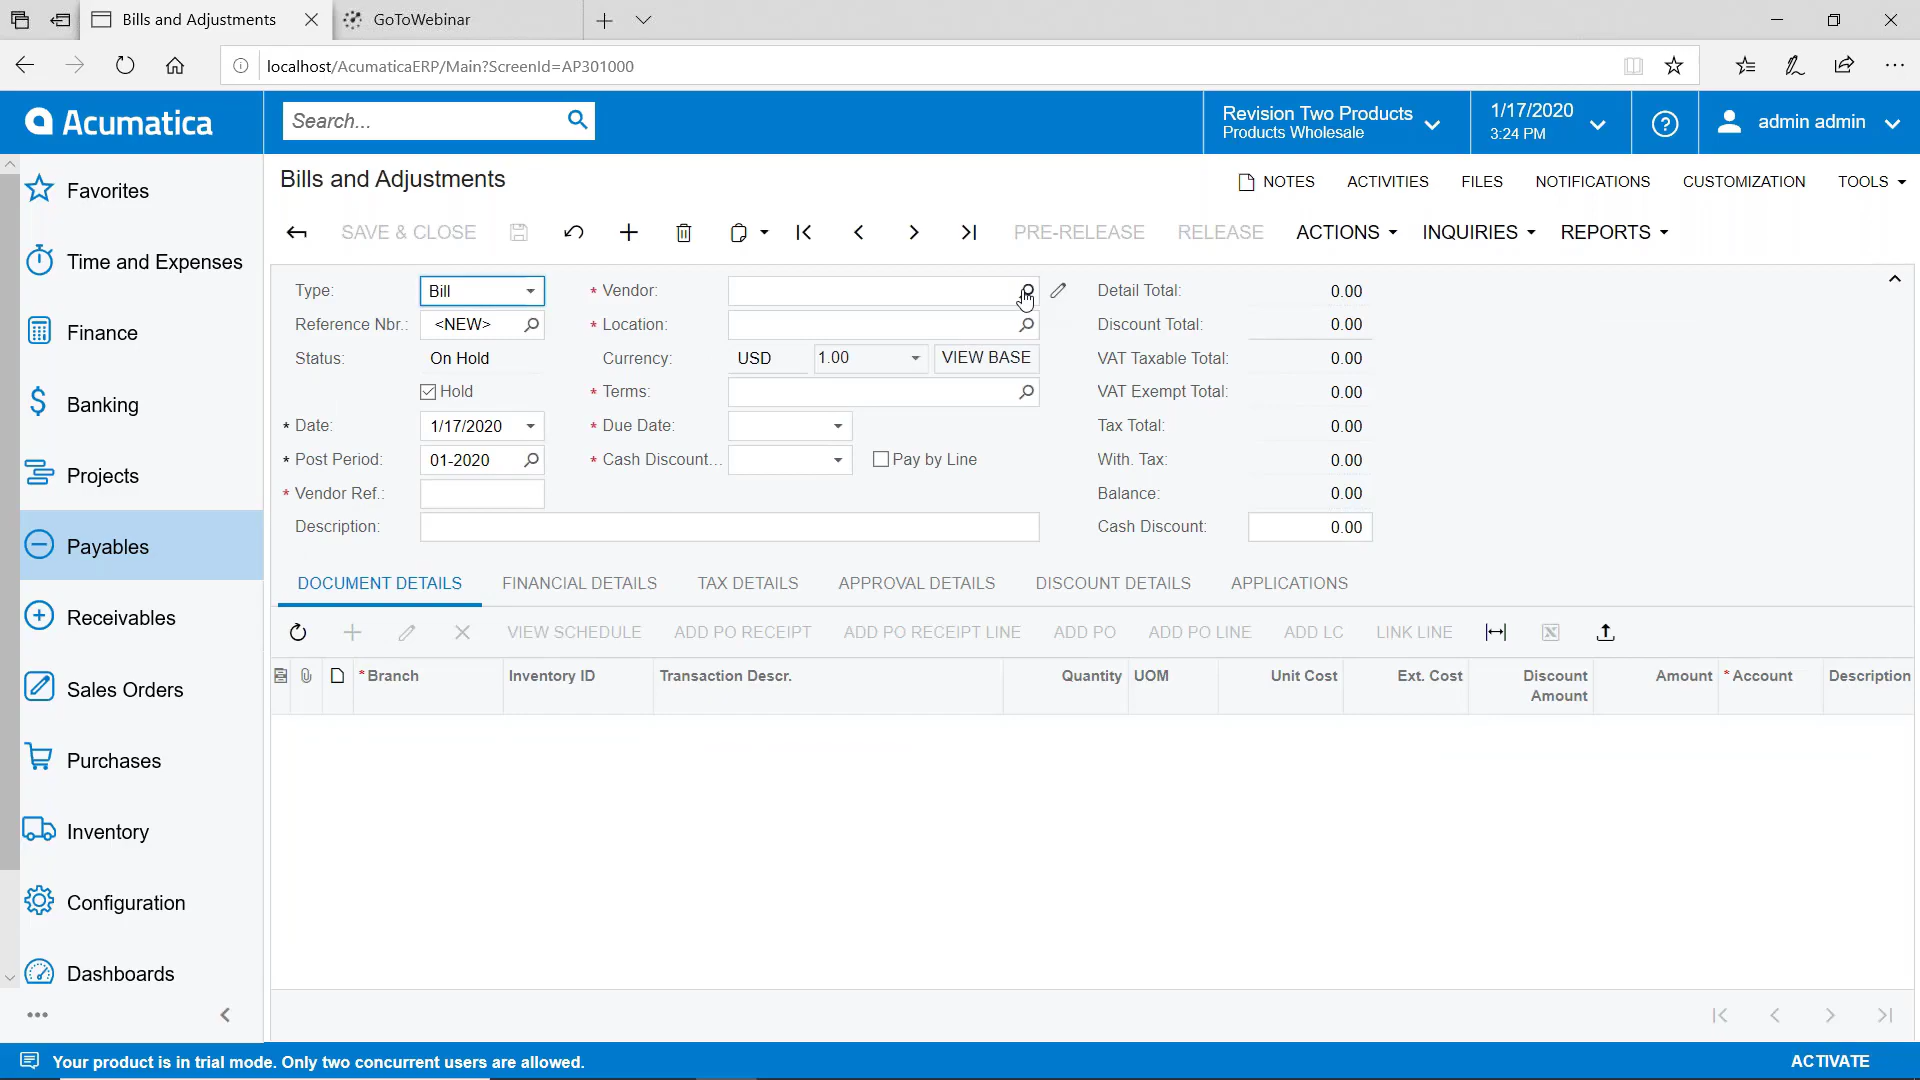 Bills and Adjustments
GoToWebinar
localhost/AcumaticaERP/Main?ScreenId=AP301000
Acumatica
Search...
Revision Two Products
Products Wholesale
1/17/2020
3:24 PM
admin admin
Favorites
Time and Expenses
Finance
Banking
Projects
Payables
Receivables
Sales Orders
Purchases
Inventory
Configuration
Dashboards
Bills and Adjustments
NOTES ACTIVITIES FILES NOTIFICATIONS CUSTOMIZATION TOOLS
SAVE & CLOSE PRE-RELEASE RELEASE ACTIONS INQUIRIES REPORTS
Type: Bill * Vendor: Detail Total: 0.00
Reference Nbr.: <NEW> * Location: Discount Total: 0.00
Status: On Hold Currency: USD 1.00 VIEW BASE VAT Taxable Total: 0.00
Hold * Terms: VAT Exempt Total: 0.00
* Date: 1/17/2020 * Due Date: Tax Total: 0.00
* Post Period: 01-2020 * Cash Discount... Pay by Line With. Tax: 0.00
* Vendor Ref.: Balance: 0.00
Description: Cash Discount: 0.00
DOCUMENT DETAILS FINANCIAL DETAILS TAX DETAILS APPROVAL DETAILS DISCOUNT DETAILS APPLICATIONS
VIEW SCHEDULE ADD PO RECEIPT ADD PO RECEIPT LINE ADD PO ADD PO LINE ADD LC LINK LINE
* Branch Inventory ID Transaction Descr. Quantity UOM Unit Cost Ext. Cost Discount Amount Amount * Account Description
Your product is in trial mode. Only two concurrent users are allowed.
ACTIVATE